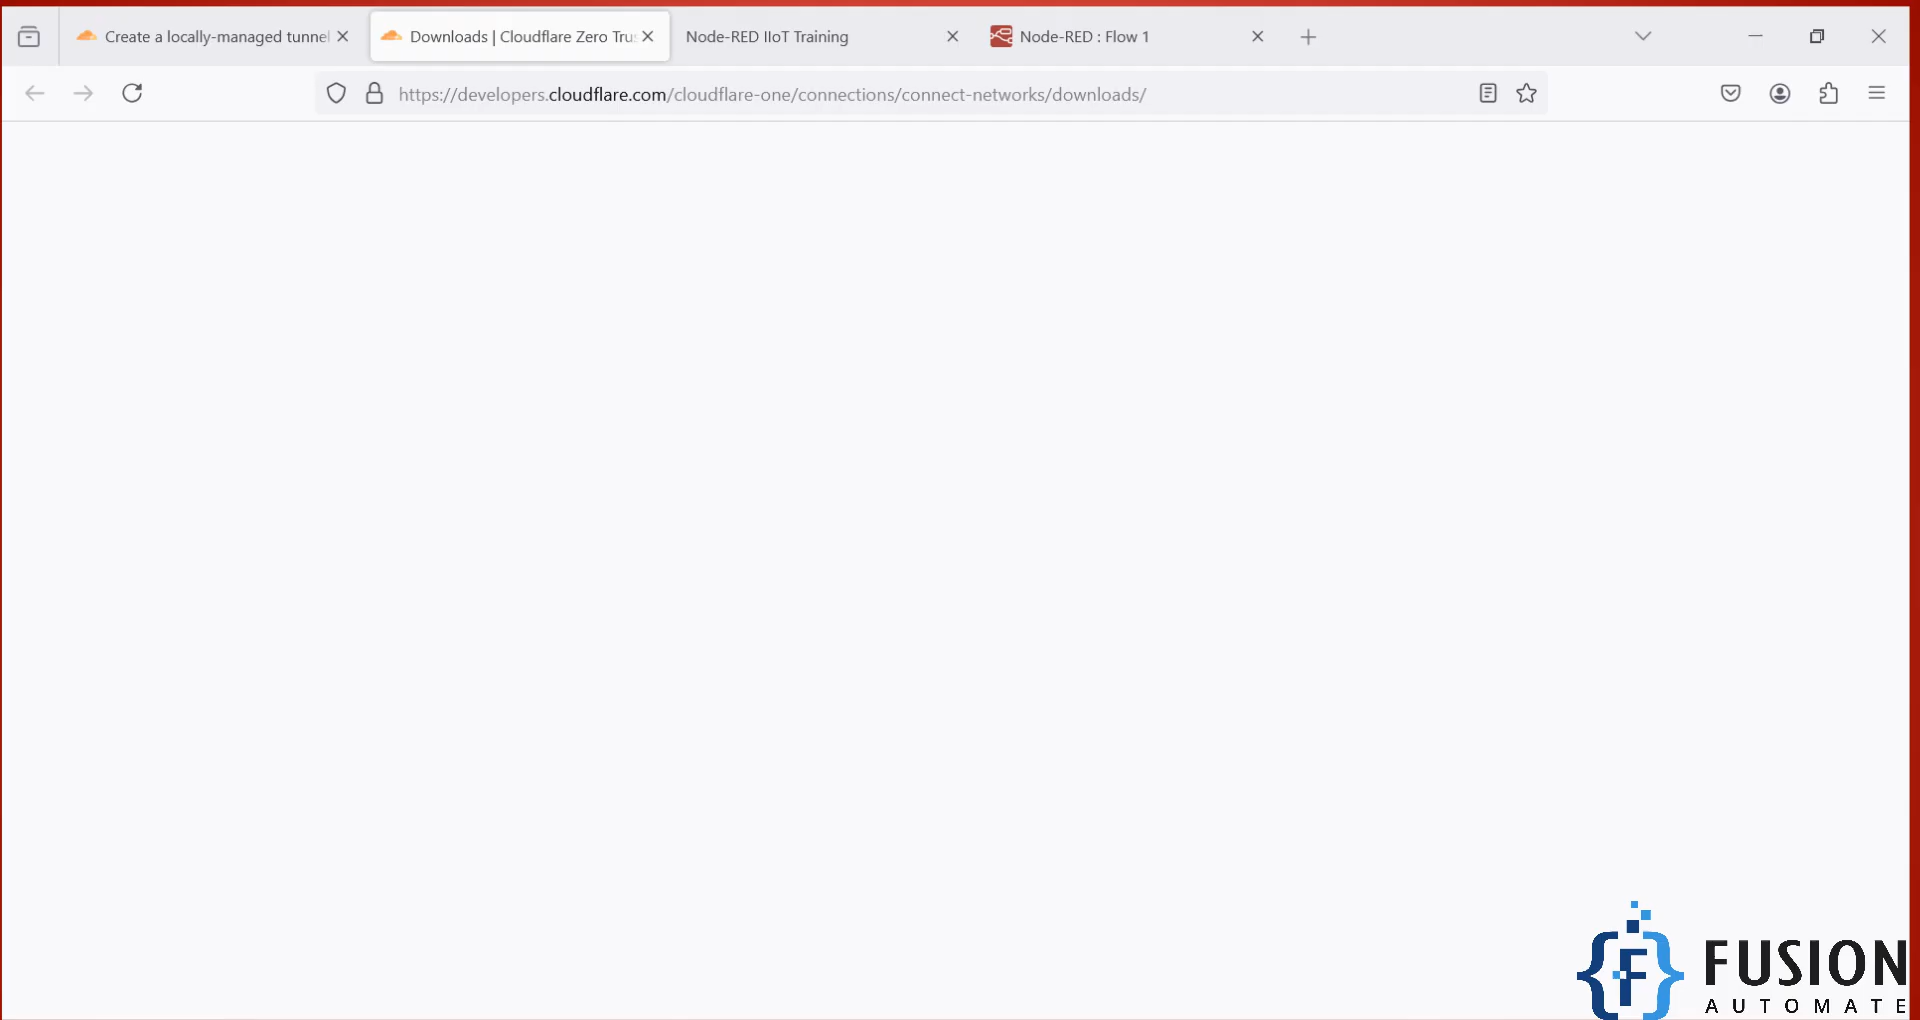 Create a locally-managed tunnel
Downloads | Cloudflare Zero Trus
Node-RED IIoT Training
Node-RED : Flow 1
https://developers.cloudflare.com/cloudflare-one/connections/connect-networks/downloads/
F
FUSION
AUTOMATE